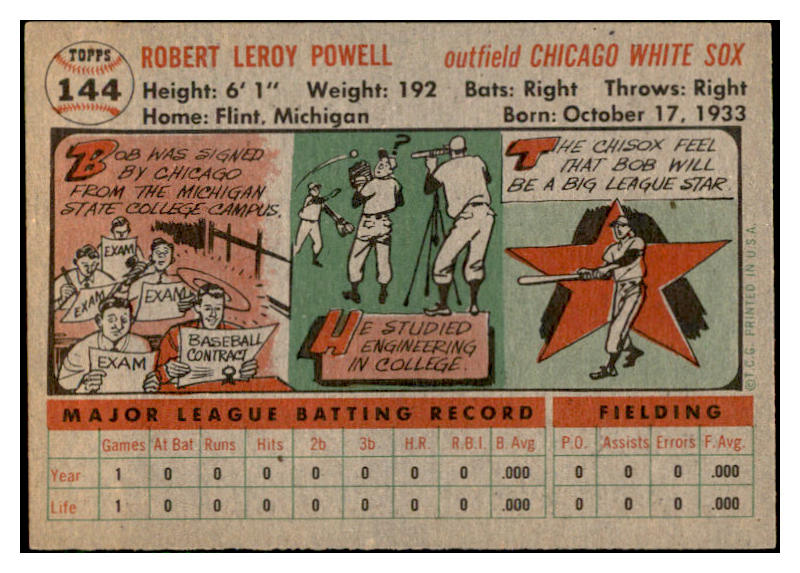 TOPPS
144
ROBERT LEROY POWELL outfield CHICAGO WHITE SOX
Height: 6' 1" Weight: 192 Bats: Right Throws: Right
Home: Flint, Michigan Born: October 17, 1933
BOB WAS SIGNED
BY CHICAGO
FROM THE MICHIGAN
STATE COLLEGE CAMPUS.
EXAM
EXAM
EXAM
EXAM
BASEBALL
CONTRACT
?
HE STUDIED
ENGINEERING
IN COLLEGE.
THE CHISOX FEEL
THAT BOB WILL
BE A BIG LEAGUE STAR.
©T.C.G. PRINTED IN U.S.A.
MAJOR LEAGUE BATTING RECORD FIELDING
Games At Bat Runs Hits 2b 3b H.R. R.B.I. B. Avg P.O. Assists Errors F. Avg.
Year 1 0 0 0 0 0 0 0 .000 0 0 0 .000
Life 1 0 0 0 0 0 0 0 .000 0 0 0 .000